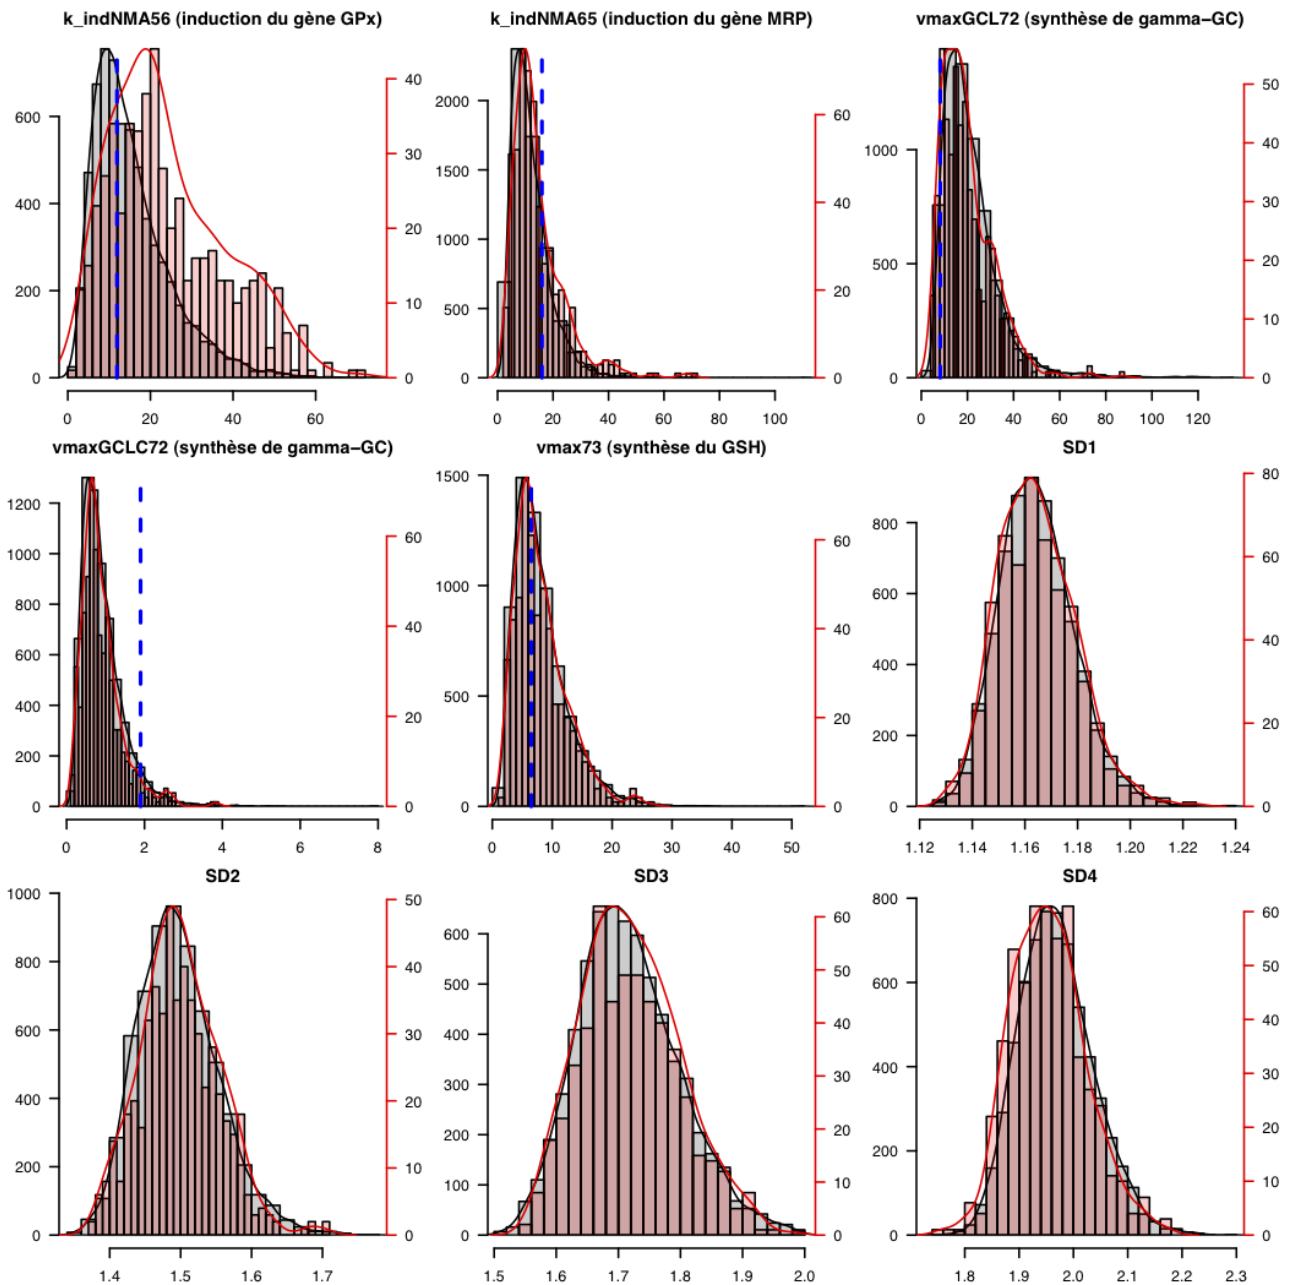 k_indNMA56 (induction du gène GPx)
0 200 400 600
0 10 20 30 40
0 20 40 60
k_indNMA65 (induction du gène MRP)
0 500 1000 1500 2000
0 20 40 60
0 20 40 60 80 100
vmaxGCL72 (synthèse de gamma−GC)
0 500 1000
0 10 20 30 40 50
0 20 40 60 80 100 120
vmaxGCLC72 (synthèse de gamma−GC)
0 200 400 600 800 1000 1200
0 20 40 60
0 2 4 6 8
vmax73 (synthèse du GSH)
0 500 1000 1500
0 20 40 60
0 10 20 30 40 50
SD1
0 200 400 600 800
0 20 40 60 80
1.12 1.14 1.16 1.18 1.20 1.22 1.24
SD2
0 200 400 600 800 1000
0 10 20 30 40 50
1.4 1.5 1.6 1.7
SD3
0 100 200 300 400 500 600
0 10 20 30 40 50 60
1.5 1.6 1.7 1.8 1.9 2.0
SD4
0 200 400 600 800
0 10 20 30 40 50 60
1.8 1.9 2.0 2.1 2.2 2.3